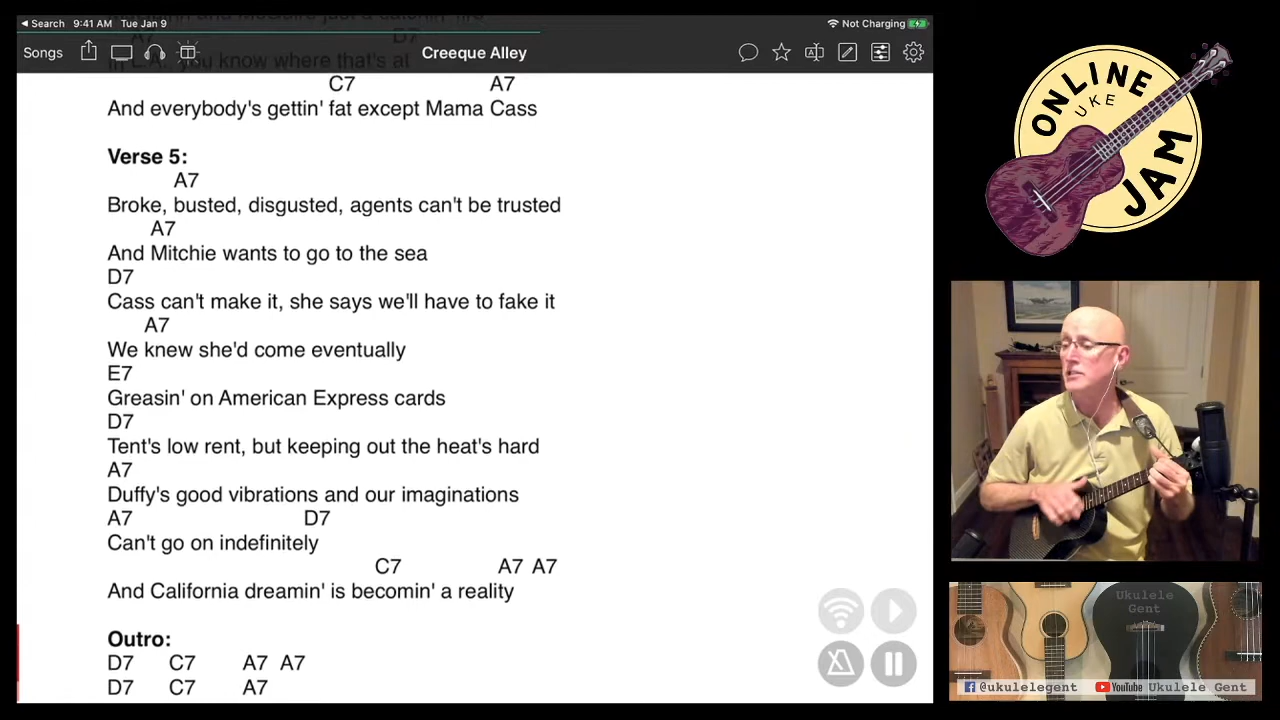 Search 9:41 AM Tue Jan 9
Not Charging
Songs
Creeque Alley
D7
you know where that's at
C7 A7
And everybody's gettin' fat except Mama Cass
Verse 5:
A7
Broke, busted, disgusted, agents can't be trusted
A7
And Mitchie wants to go to the sea
D7
Cass can't make it, she says we'll have to fake it
A7
We knew she'd come eventually
E7
Greasin' on American Express cards
D7
Tent's low rent, but keeping out the heat's hard
A7
Duffy's good vibrations and our imaginations
A7 D7
Can't go on indefinitely
C7 A7 A7
And California dreamin' is becomin' a reality
Outro:
D7 C7 A7 A7
D7 C7 A7
ONLINE
UKE
JAM
Ukulele
Gent
@ukulelegent YouTube Ukulele Gent